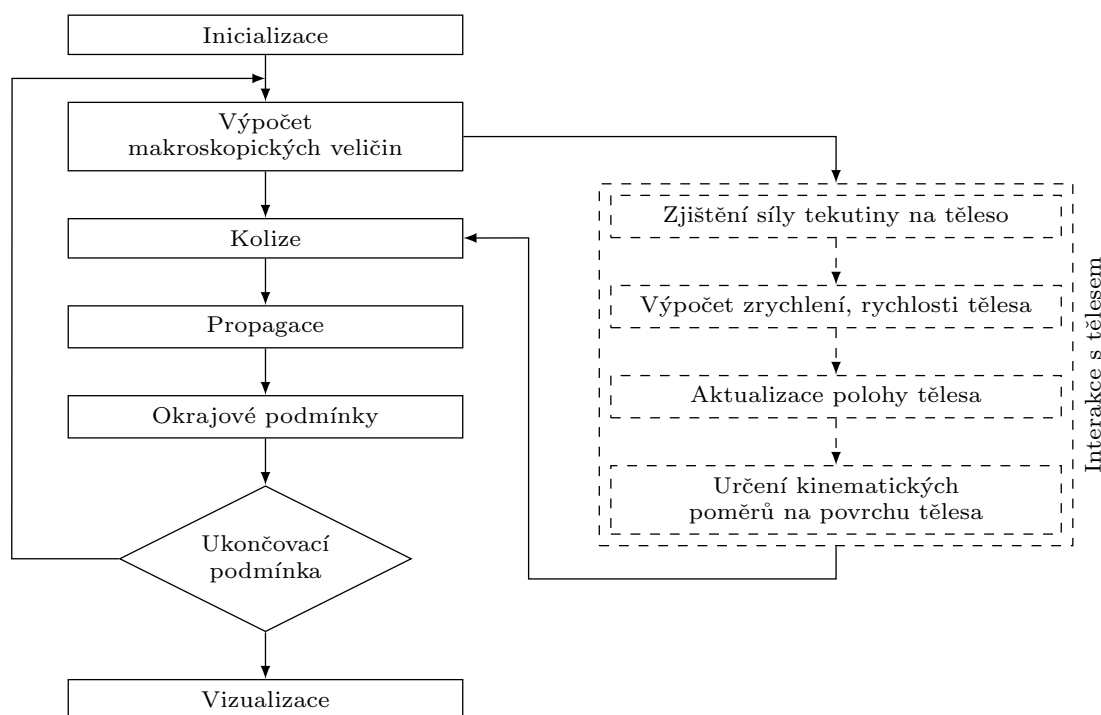 Inicializace
Výpočet
makroskopických veličin
Kolize
Propagace
Okrajové podmínky
Ukončovací
podmínka
Vizualizace
Zjištění síly tekutiny na těleso
Výpočet zrychlení, rychlosti tělesa
Aktualizace polohy tělesa
Určení kinematických
poměrů na povrchu tělesa
Interakce s tělesem